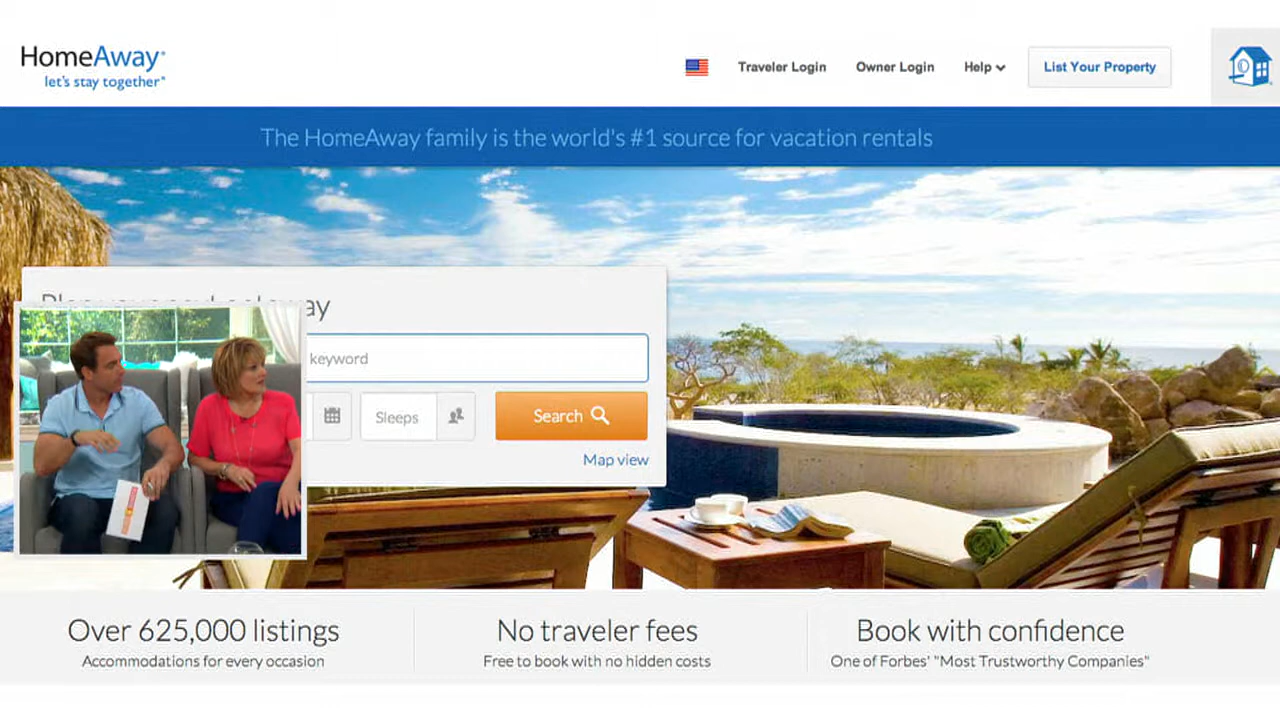 HomeAway
let's stay together
Traveler Login
Owner Login
Help
List Your Property
The HomeAway family is the world's #1 source for vacation rentals
keyword
Sleeps
Search
Map view
Over 625,000 listings
No traveler fees
Book with confidence
Accommodations for every occasion
Free to book with no hidden costs
One of Forbes' "Most Trustworthy Companies"